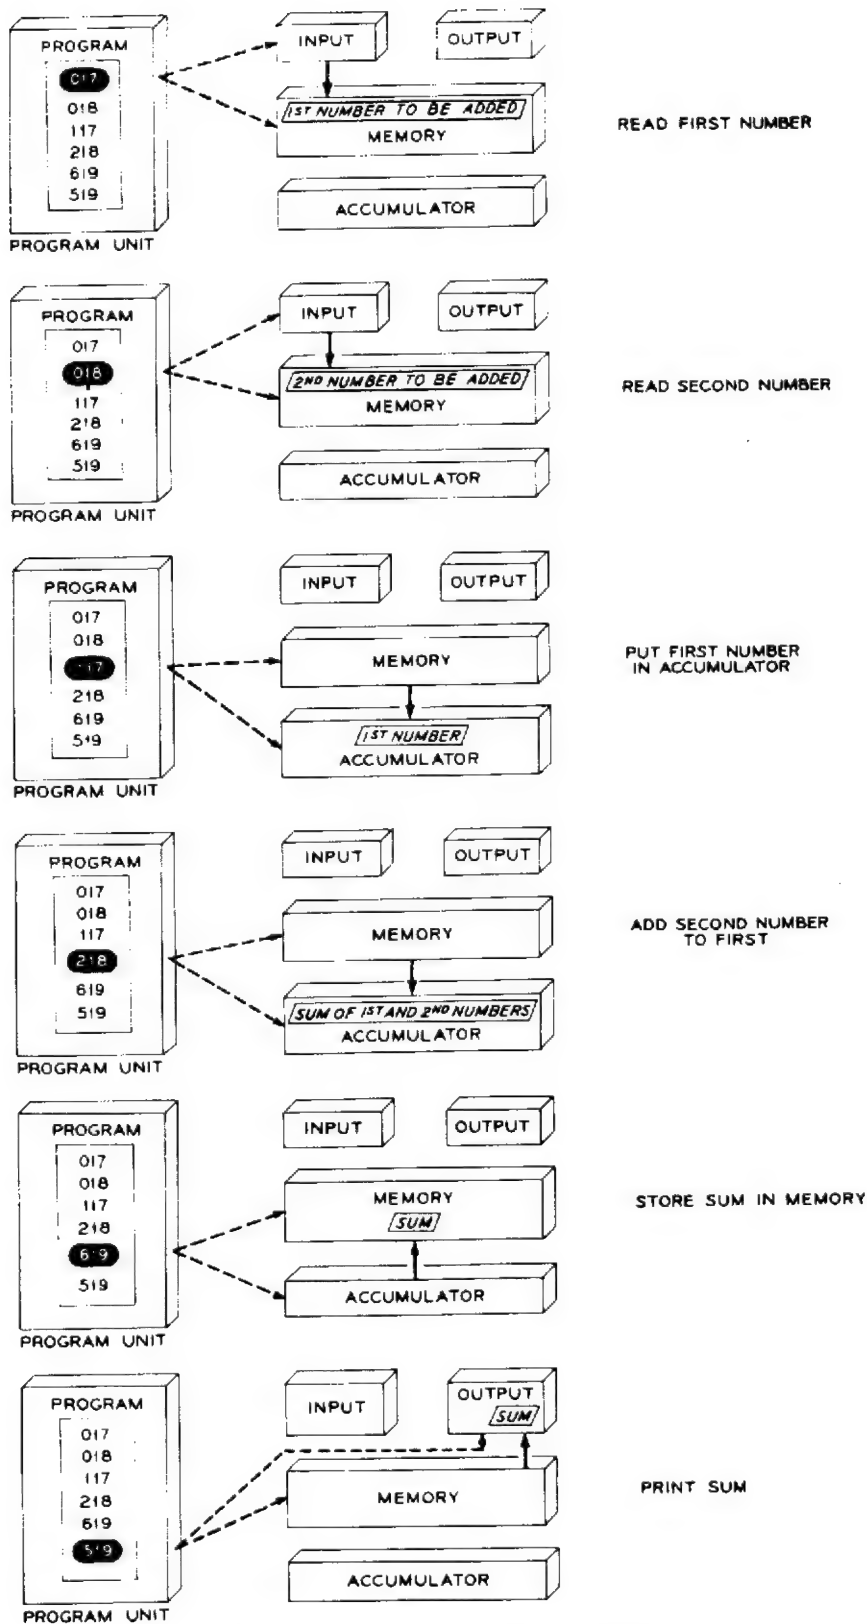 PROGRAM
017
018
117
218
619
519
PROGRAM UNIT
INPUT
OUTPUT
1ST NUMBER TO BE ADDED
MEMORY
ACCUMULATOR
READ FIRST NUMBER
PROGRAM
017
018
117
218
619
519
PROGRAM UNIT
INPUT
OUTPUT
2ND NUMBER TO BE ADDED
MEMORY
ACCUMULATOR
READ SECOND NUMBER
PROGRAM
017
018
117
218
619
519
PROGRAM UNIT
INPUT
OUTPUT
MEMORY
1ST NUMBER
ACCUMULATOR
PUT FIRST NUMBER
IN ACCUMULATOR
PROGRAM
017
018
117
218
619
519
PROGRAM UNIT
INPUT
OUTPUT
MEMORY
SUM OF 1ST AND 2ND NUMBERS
ACCUMULATOR
ADD SECOND NUMBER
TO FIRST
PROGRAM
017
018
117
218
619
519
PROGRAM UNIT
INPUT
OUTPUT
MEMORY
SUM
ACCUMULATOR
STORE SUM IN MEMORY
PROGRAM
017
018
117
218
619
519
PROGRAM UNIT
INPUT
OUTPUT
SUM
MEMORY
ACCUMULATOR
PRINT SUM